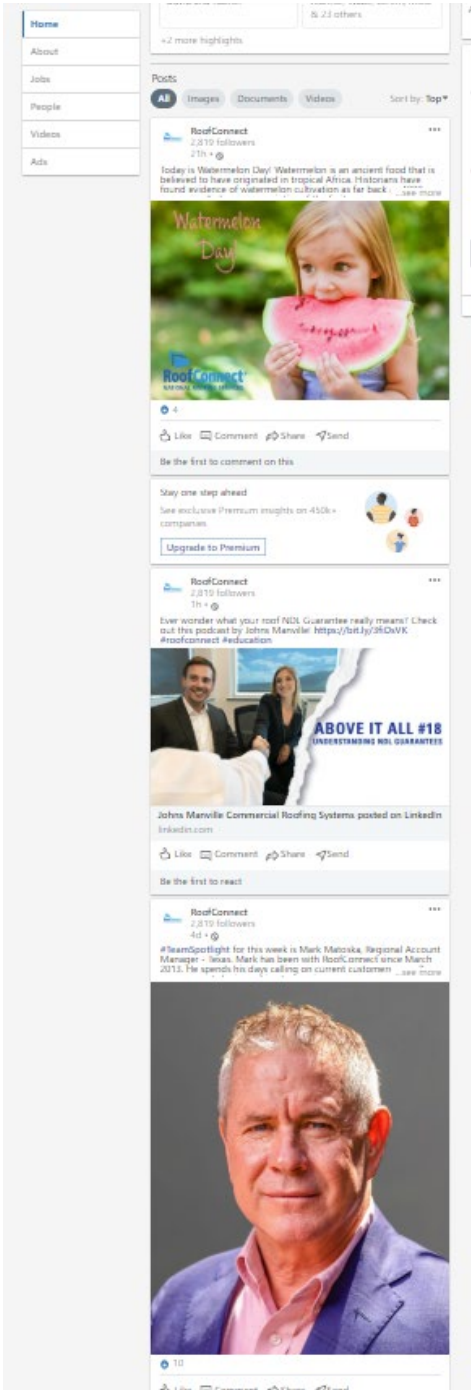 Home
About
Jobs
People
Videos
Ads
& 23 others
+2 more highlights
Posts
All Images Documents Videos Sort by: Top
RoofConnect
2,819 followers
21h •
Today is Watermelon Day! Watermelon is an ancient food that is
believed to have originated in tropical Africa. Historians have
found evidence of watermelon cultivation as far back ...see more
Watermelon
Day!
RoofConnect
4
Like Comment Share Send
Be the first to comment on this
Stay one step ahead
See exclusive Premium insights on 450k+
companies
Upgrade to Premium
RoofConnect
2,819 followers
1h •
Ever wonder what your roof NDL Guarantee really means? Check
out this podcast by Johns Manville!
#roofconnect #education
ABOVE IT ALL #18
UNDERSTANDING NDL GUARANTEES
Johns Manville Commercial Roofing Systems posted on LinkedIn
linkedin.com
Like Comment Share Send
Be the first to react
RoofConnect
2,819 followers
4d •
#TeamSpotlight for this week is Mark Matoska, Regional Account
Manager - Texas. Mark has been with RoofConnect since March
2013. He spends his days calling on current customers ...see more
10
Like Comment Share Send